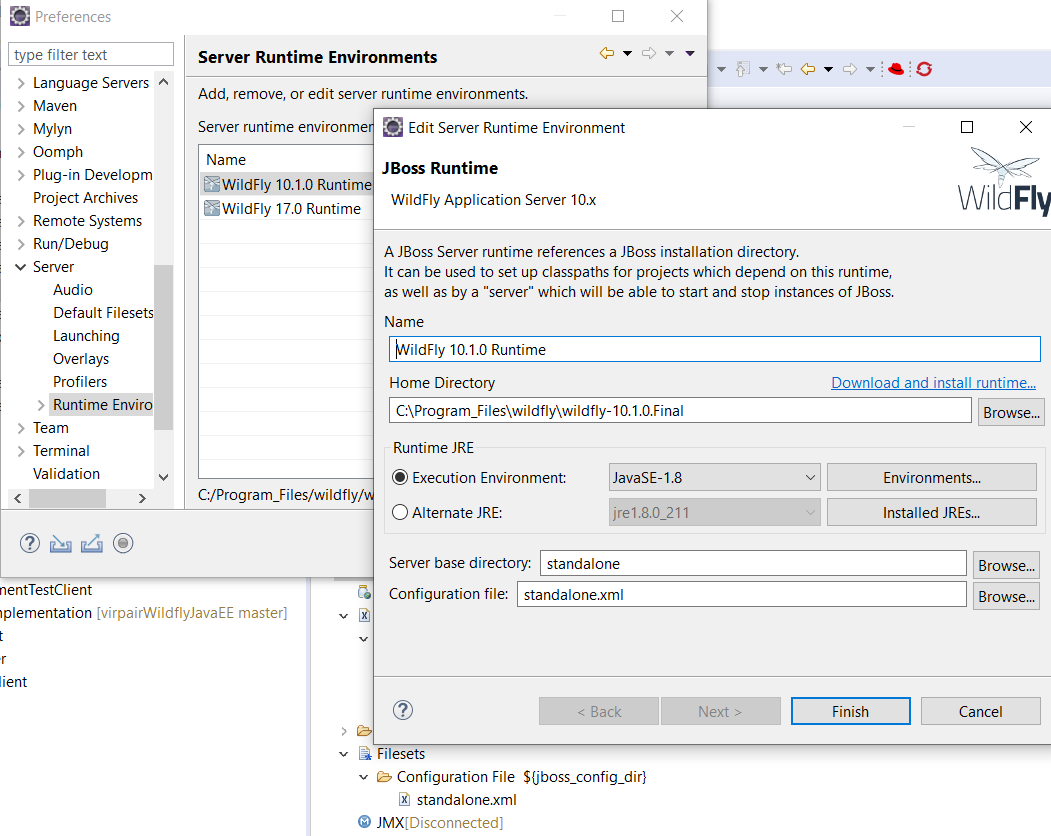 Preferences
type filter text
Language Servers
Maven
Mylyn
Oomph
Plug-in Developm
Project Archives
Remote Systems
Run/Debug
Server
Audio
Default Filesets
Launching
Overlays
Profilers
Runtime Enviro
Team
Terminal
Validation
Server Runtime Environments
Add, remove, or edit server runtime environments.
Server runtime environmen
Name
WildFly 10.1.0 Runtime
WildFly 17.0 Runtime
C:/Program_Files/wildfly/w
Edit Server Runtime Environment
JBoss Runtime
WildFly Application Server 10.x
WildFly
A JBoss Server runtime references a JBoss installation directory.
It can be used to set up classpaths for projects which depend on this runtime,
as well as by a "server" which will be able to start and stop instances of JBoss.
Name
WildFly 10.1.0 Runtime
Home Directory
Download and install runtime...
C:\Program_Files\wildfly\wildfly-10.1.0.Final
Browse...
Runtime JRE
Execution Environment:
JavaSE-1.8
Environments...
Alternate JRE:
jre1.8.0_211
Installed JREs...
Server base directory:
standalone
Browse...
Configuration file:
standalone.xml
Browse...
< Back
Next >
Finish
Cancel
mentTestClient
mplementation [virpairWildflyJavaEE master]
t
er
lient
Filesets
Configuration File ${jboss_config_dir}
standalone.xml
JMX[Disconnected]